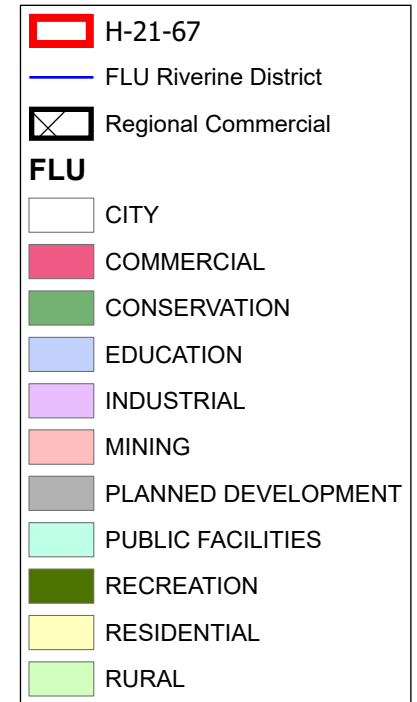 H-21-67
FLU Riverine District
Regional Commercial
FLU
CITY
COMMERCIAL
CONSERVATION
EDUCATION
INDUSTRIAL
MINING
PLANNED DEVELOPMENT
PUBLIC FACILITIES
RECREATION
RESIDENTIAL
RURAL